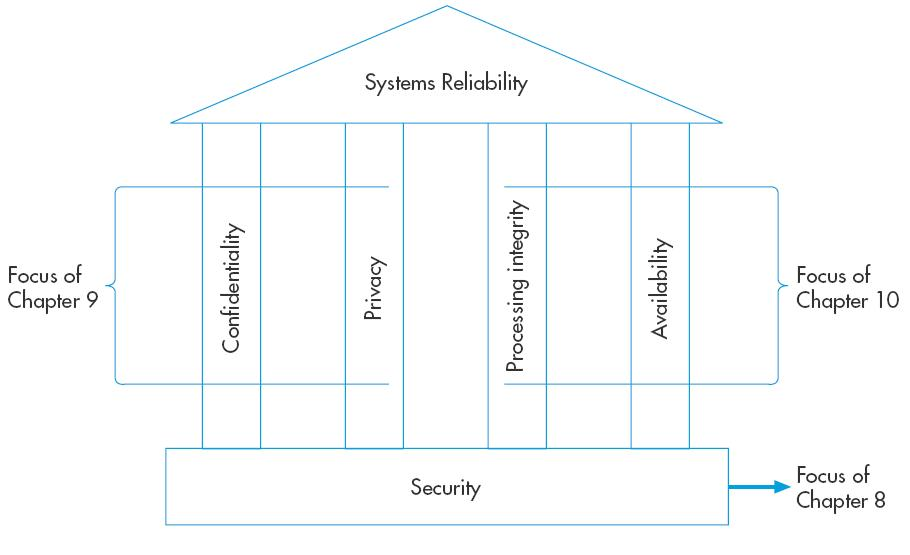 Systems Reliability
Focus of
Chapter 9
Confidentiality
Privacy
Processing integrity
Availability
Focus of
Chapter 10
Security
Focus of
Chapter 8